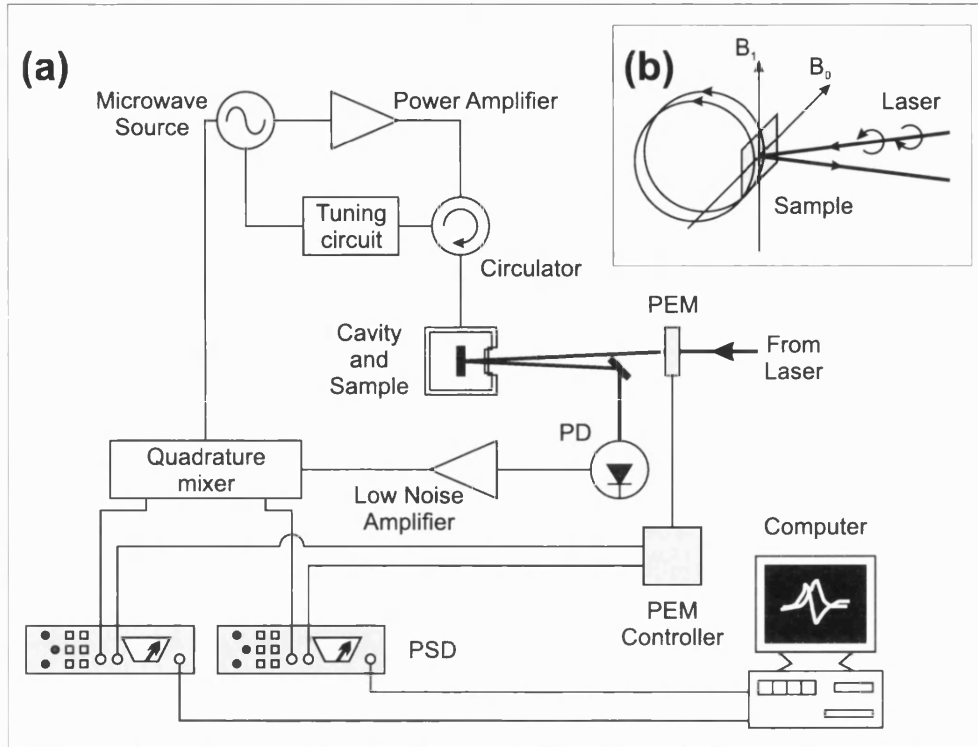 (a)
Microwave
Source
Power Amplifier
Tuning
circuit
Circulator
(b)
B1
B0
Laser
Sample
Cavity
and
Sample
PEM
From
Laser
PD
Quadrature
mixer
Low Noise
Amplifier
PEM
Controller
Computer
PSD